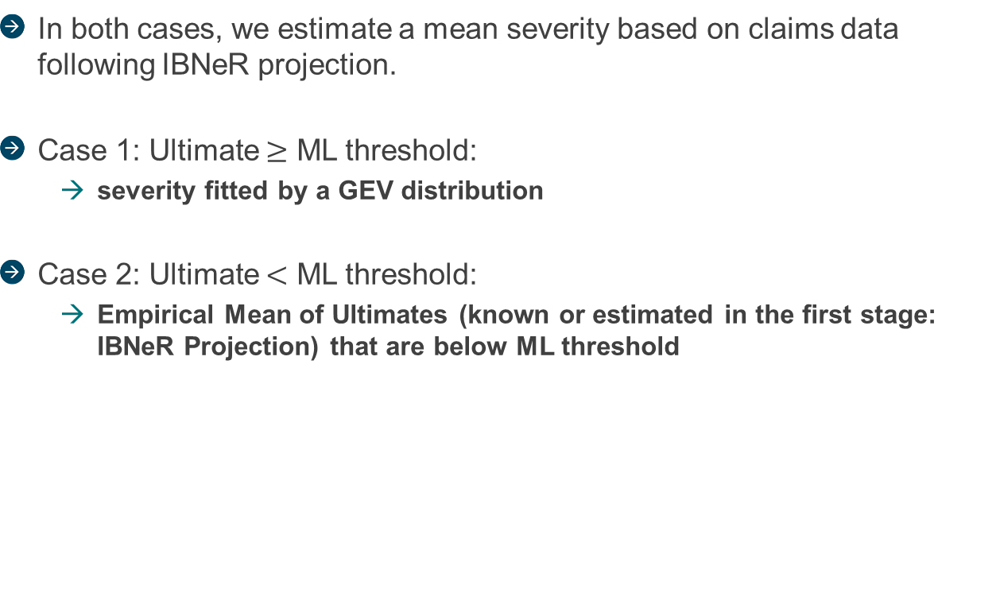 In both cases, we estimate a mean severity based on claims data
following IBNeR projection.
Case 1: Ultimate ≥ ML threshold:
→ severity fitted by a GEV distribution
Case 2: Ultimate < ML threshold:
→ Empirical Mean of Ultimates (known or estimated in the first stage:
IBNeR Projection) that are below ML threshold